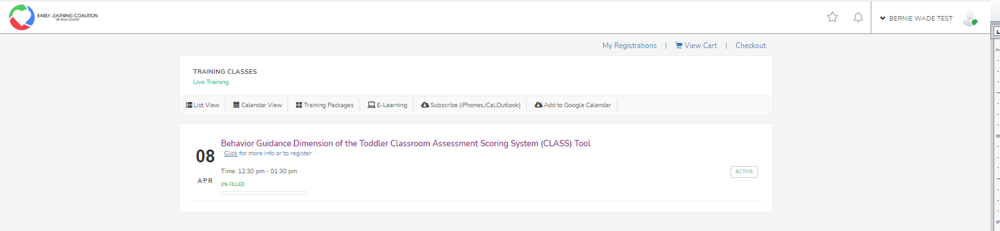 EARLY LEARNING COALITION
OF POLK COUNTY
BERNIE WADE TEST
My Registrations | View Cart | Checkout
TRAINING CLASSES
Live Training
List View
Calendar View
Training Packages
E-Learning
Subscribe (iPhones,iCal,Outlook)
Add to Google Calendar
08
APR
Behavior Guidance Dimension of the Toddler Classroom Assessment Scoring System (CLASS) Tool
Click for more info or to register
Time: 12:30 pm - 01:30 pm
0% FILLED
ACTIVE
7
8
9